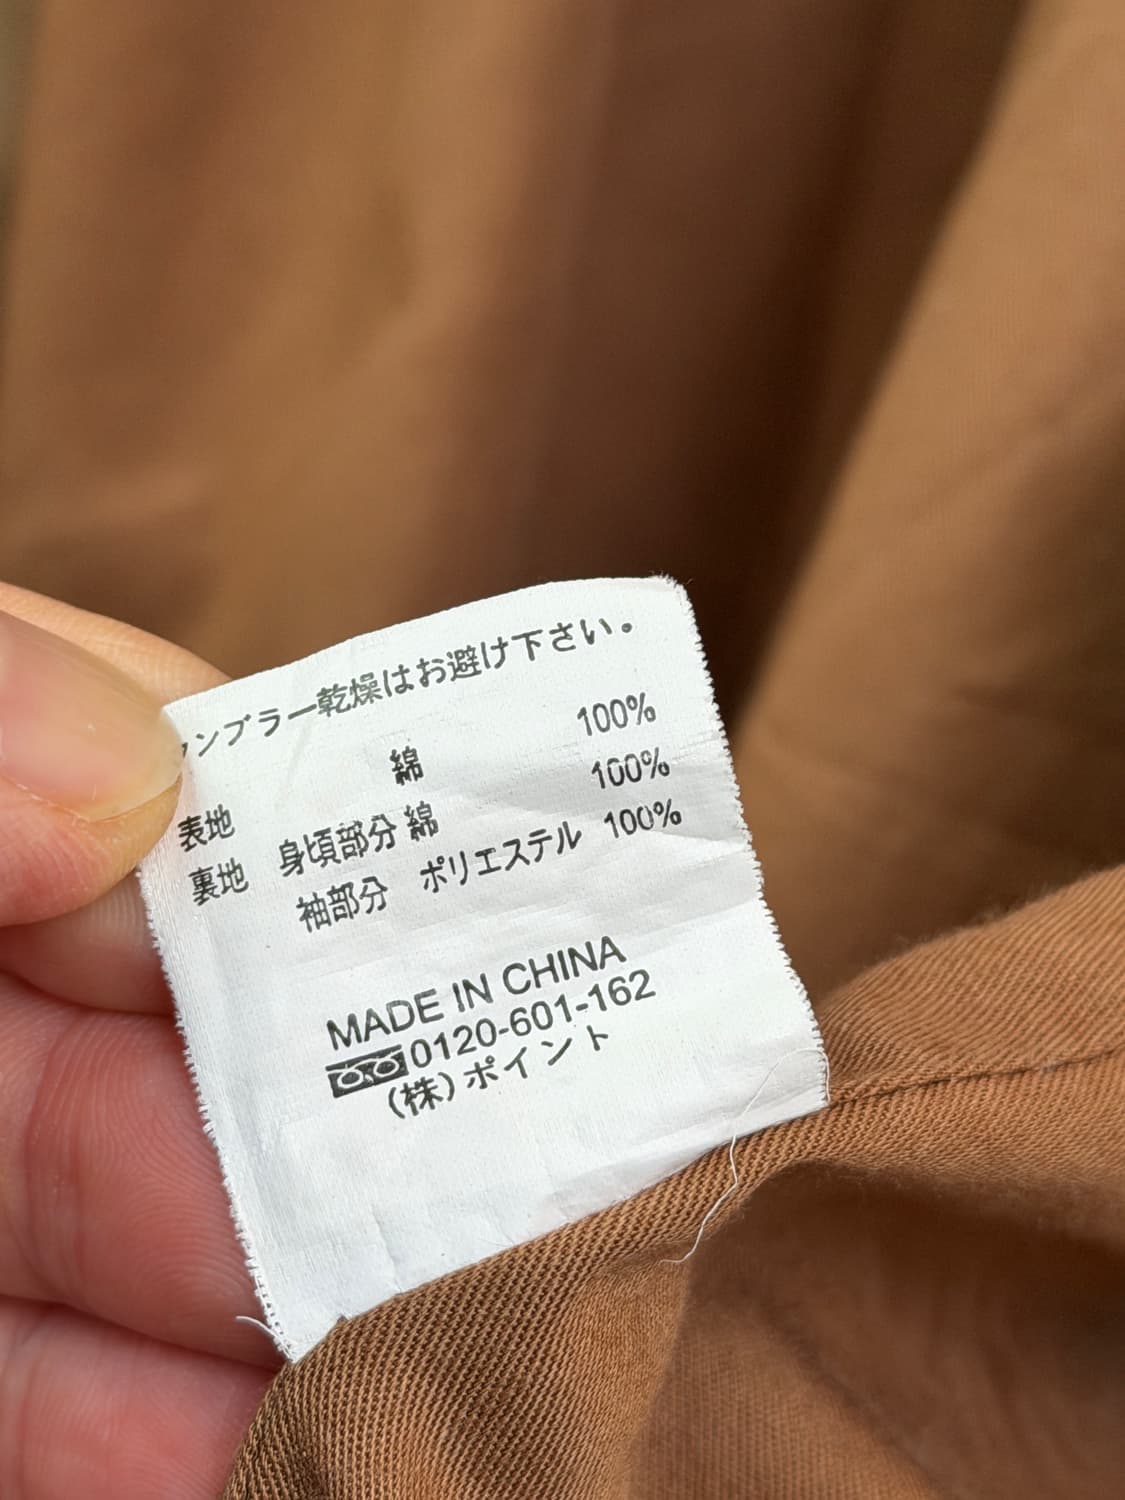 タンブラー乾燥はお避け下さい。
表地 綿 100%
裏地 身頃部分 綿 100%
袖部分 ポリエステル 100%
MADE IN CHINA
0120-601-162
(株)ポイント